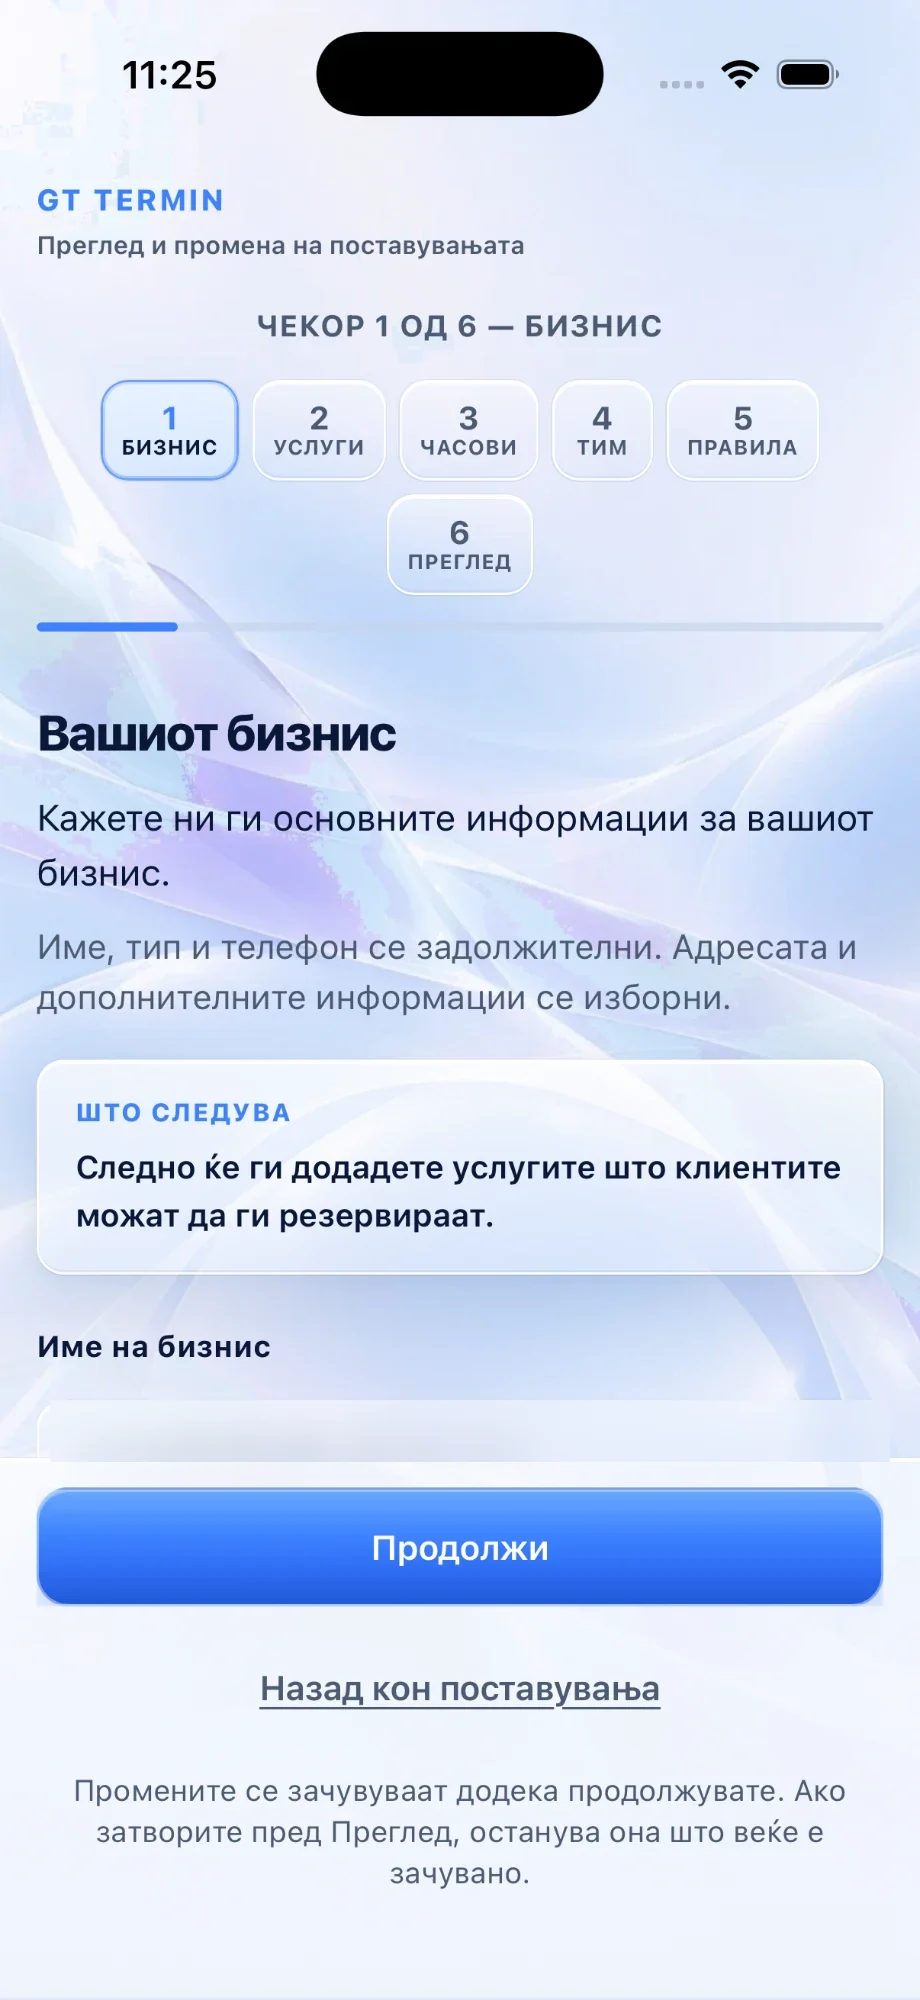 11:25
GT TERMIN
Преглед и промена на поставувањата
ЧЕКОР 1 ОД 6 — БИЗНИС
1
БИЗНИС
2
УСЛУГИ
3
ЧАСОВИ
4
ТИМ
5
ПРАВИЛА
6
ПРЕГЛЕД
Вашиот бизнис
Кажете ни ги основните информации за вашиот
бизнис.
Име, тип и телефон се задолжителни. Адресата и
дополнителните информации се изборни.
ШТО СЛЕДУВА
Следно ќе ги додадете услугите што клиентите
можат да ги резервираат.
Име на бизнис
Продолжи
Назад кон поставувања
Промените се зачувуваат додека продолжувате. Ако
затворите пред Преглед, останува она што веќе е
зачувано.